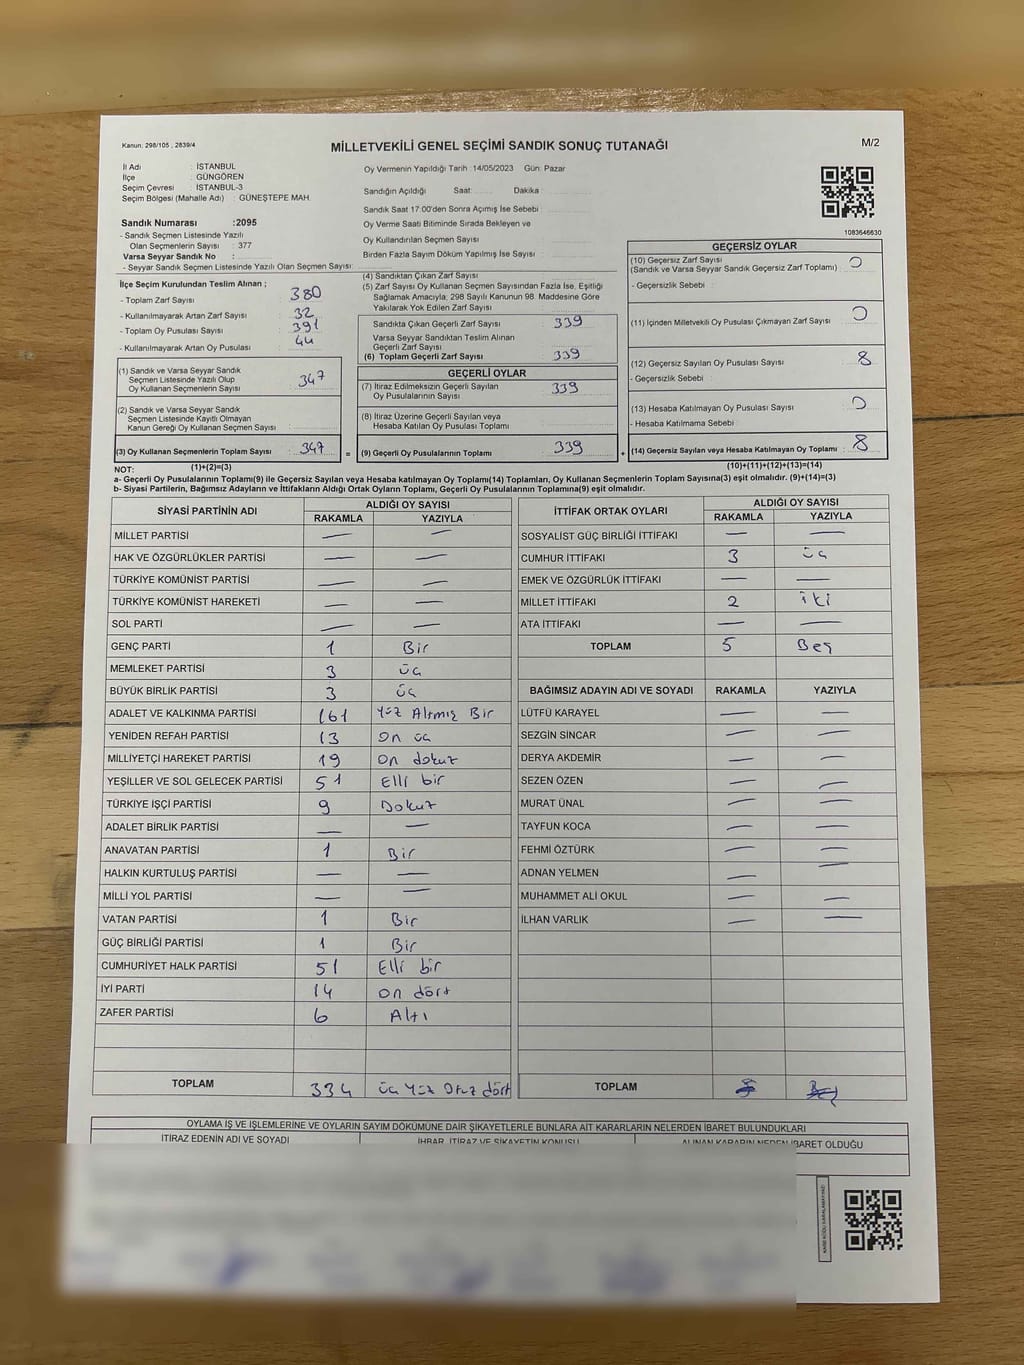 Kanun: 298/105 , 2839/4
MİLLETVEKİLİ GENEL SEÇİMİ SANDIK SONUÇ TUTANAĞI
M/2
İl Adı : İSTANBUL
İlçe : GÜNGÖREN
Seçim Çevresi : İSTANBUL-3
Seçim Bölgesi (Mahalle Adı) : GÜNEŞTEPE MAH.
Sandık Numarası :2095
- Sandık Seçmen Listesinde Yazılı
Olan Seçmenlerin Sayısı : 377
Varsa Seyyar Sandık No :
- Seyyar Sandık Seçmen Listesinde Yazılı Olan Seçmen Sayısı:
Oy Vermenin Yapıldığı Tarih : 14/05/2023 Gün: Pazar
Sandığın Açıldığı Saat: Dakika :
Sandık Saat 17:00'den Sonra Açımış İse Sebebi :
Oy Verme Saati Bitiminde Sırada Bekleyen ve
Oy Kullandırılan Seçmen Sayısı :
Birden Fazla Sayım Döküm Yapılmış İse Sayısı :
1083646630
İlçe Seçim Kurulundan Teslim Alınan ;
- Toplam Zarf Sayısı : 380
- Kullanılmayarak Artan Zarf Sayısı : 32
- Toplam Oy Pusulası Sayısı : 391
- Kullanılmayarak Artan Oy Pusulası : 44
(1) Sandık ve Varsa Seyyar Sandık
Seçmen Listesinde Yazılı Olup
Oy Kullanan Seçmenlerin Sayısı : 347
(2) Sandık ve Varsa Seyyar Sandık
Seçmen Listesinde Kayıtlı Olmayan
Kanun Gereği Oy Kullanan Seçmen Sayısı :
(3) Oy Kullanan Seçmenlerin Toplam Sayısı : 347
(4) Sandıktan Çıkan Zarf Sayısı
(5) Zarf Sayısı Oy Kullanan Seçmen Sayısından Fazla İse, Eşitliği
Sağlamak Amacıyla; 298 Sayılı Kanunun 98. Maddesine Göre
Yakılarak Yok Edilen Zarf Sayısı :
Sandıkta Çıkan Geçerli Zarf Sayısı : 339
Varsa Seyyar Sandıktan Teslim Alınan
Geçerli Zarf Sayısı :
(6) Toplam Geçerli Zarf Sayısı : 339
GEÇERLİ OYLAR
(7) İtiraz Edilmeksizin Geçerli Sayılan
Oy Pusulalarının Sayısı : 339
(8) İtiraz Üzerine Geçerli Sayılan veya
Hesaba Katılan Oy Pusulası Toplamı :
= (9) Geçerli Oy Pusulalarının Toplamı : 339
GEÇERSİZ OYLAR
(10) Geçersiz Zarf Sayısı : 0
(Sandık ve Varsa Seyyar Sandık Geçersiz Zarf Toplamı)
- Geçersizlik Sebebi :
(11) İçinden Milletvekili Oy Pusulası Çıkmayan Zarf Sayısı : 0
(12) Geçersiz Sayılan Oy Pusulası Sayısı : 8
- Geçersizlik Sebebi :
(13) Hesaba Katılmayan Oy Pusulası Sayısı : 0
- Hesaba Katılmama Sebebi :
+ (14) Geçersiz Sayılan veya Hesaba Katılmayan Oy Toplamı : 8
NOT: (1)+(2)=(3)
(10)+(11)+(12)+(13)=(14)
a- Geçerli Oy Pusulalarının Toplamı(9) ile Geçersiz Sayılan veya Hesaba katılmayan Oy Toplamı(14) Toplamları, Oy Kullanan Seçmenlerin Toplam Sayısına(3) eşit olmalıdır. (9)+(14)=(3)
b- Siyasi Partilerin, Bağımsız Adayların ve İttifakların Aldığı Ortak Oyların Toplamı, Geçerli Oy Pusulalarının Toplamına(9) eşit olmalıdır.
SİYASİ PARTİNİN ADI ALDIĞI OY SAYISI
RAKAMLA YAZIYLA
MİLLET PARTİSİ — —
HAK VE ÖZGÜRLÜKLER PARTİSİ — —
TÜRKİYE KOMÜNİST PARTİSİ — —
TÜRKİYE KOMÜNİST HAREKETİ — —
SOL PARTİ — —
GENÇ PARTİ 1 Bir
MEMLEKET PARTİSİ 3 üç
BÜYÜK BİRLİK PARTİSİ 3 üç
ADALET VE KALKINMA PARTİSİ 161 Yüz Altmış Bir
YENİDEN REFAH PARTİSİ 13 On üç
MİLLİYETÇİ HAREKET PARTİSİ 19 On dokuz
YEŞİLLER VE SOL GELECEK PARTİSİ 51 Elli bir
TÜRKİYE İŞÇİ PARTİSİ 9 Dokuz
ADALET BİRLİK PARTİSİ — —
ANAVATAN PARTİSİ 1 Bir
HALKIN KURTULUŞ PARTİSİ — —
MİLLİ YOL PARTİSİ — —
VATAN PARTİSİ 1 Bir
GÜÇ BİRLİĞİ PARTİSİ 1 Bir
CUMHURİYET HALK PARTİSİ 51 Elli bir
İYİ PARTİ 14 On dört
ZAFER PARTİSİ 6 Altı
TOPLAM 334 üç Yüz Otuz dört
İTTİFAK ORTAK OYLARI ALDIĞI OY SAYISI
RAKAMLA YAZIYLA
SOSYALİST GÜÇ BİRLİĞİ İTTİFAKI — —
CUMHUR İTTİFAKI 3 üç
EMEK VE ÖZGÜRLÜK İTTİFAKI — —
MİLLET İTTİFAKI 2 iki
ATA İTTİFAKI — —
TOPLAM 5 Beş
BAĞIMSIZ ADAYIN ADI VE SOYADI RAKAMLA YAZIYLA
LÜTFÜ KARAYEL — —
SEZGİN SİNCAR — —
DERYA AKDEMİR — —
SEZEN ÖZEN — —
MURAT ÜNAL — —
TAYFUN KOCA — —
FEHMİ ÖZTÜRK — —
ADNAN YELMEN — —
MUHAMMET ALİ OKUL — —
İLHAN VARLIK — —
TOPLAM
OYLAMA İŞ VE İŞLEMLERİNE VE OYLARIN SAYIM DÖKÜMÜNE DAİR ŞİKAYETLERLE BUNLARA AİT KARARLARIN NELERDEN İBARET BULUNDUKLARI
İTİRAZ EDENİN ADI VE SOYADI İHBAR, İTİRAZ VE ŞİKAYETİN KONUSU ALINAN KARARIN NEDEN İBARET OLDUĞU